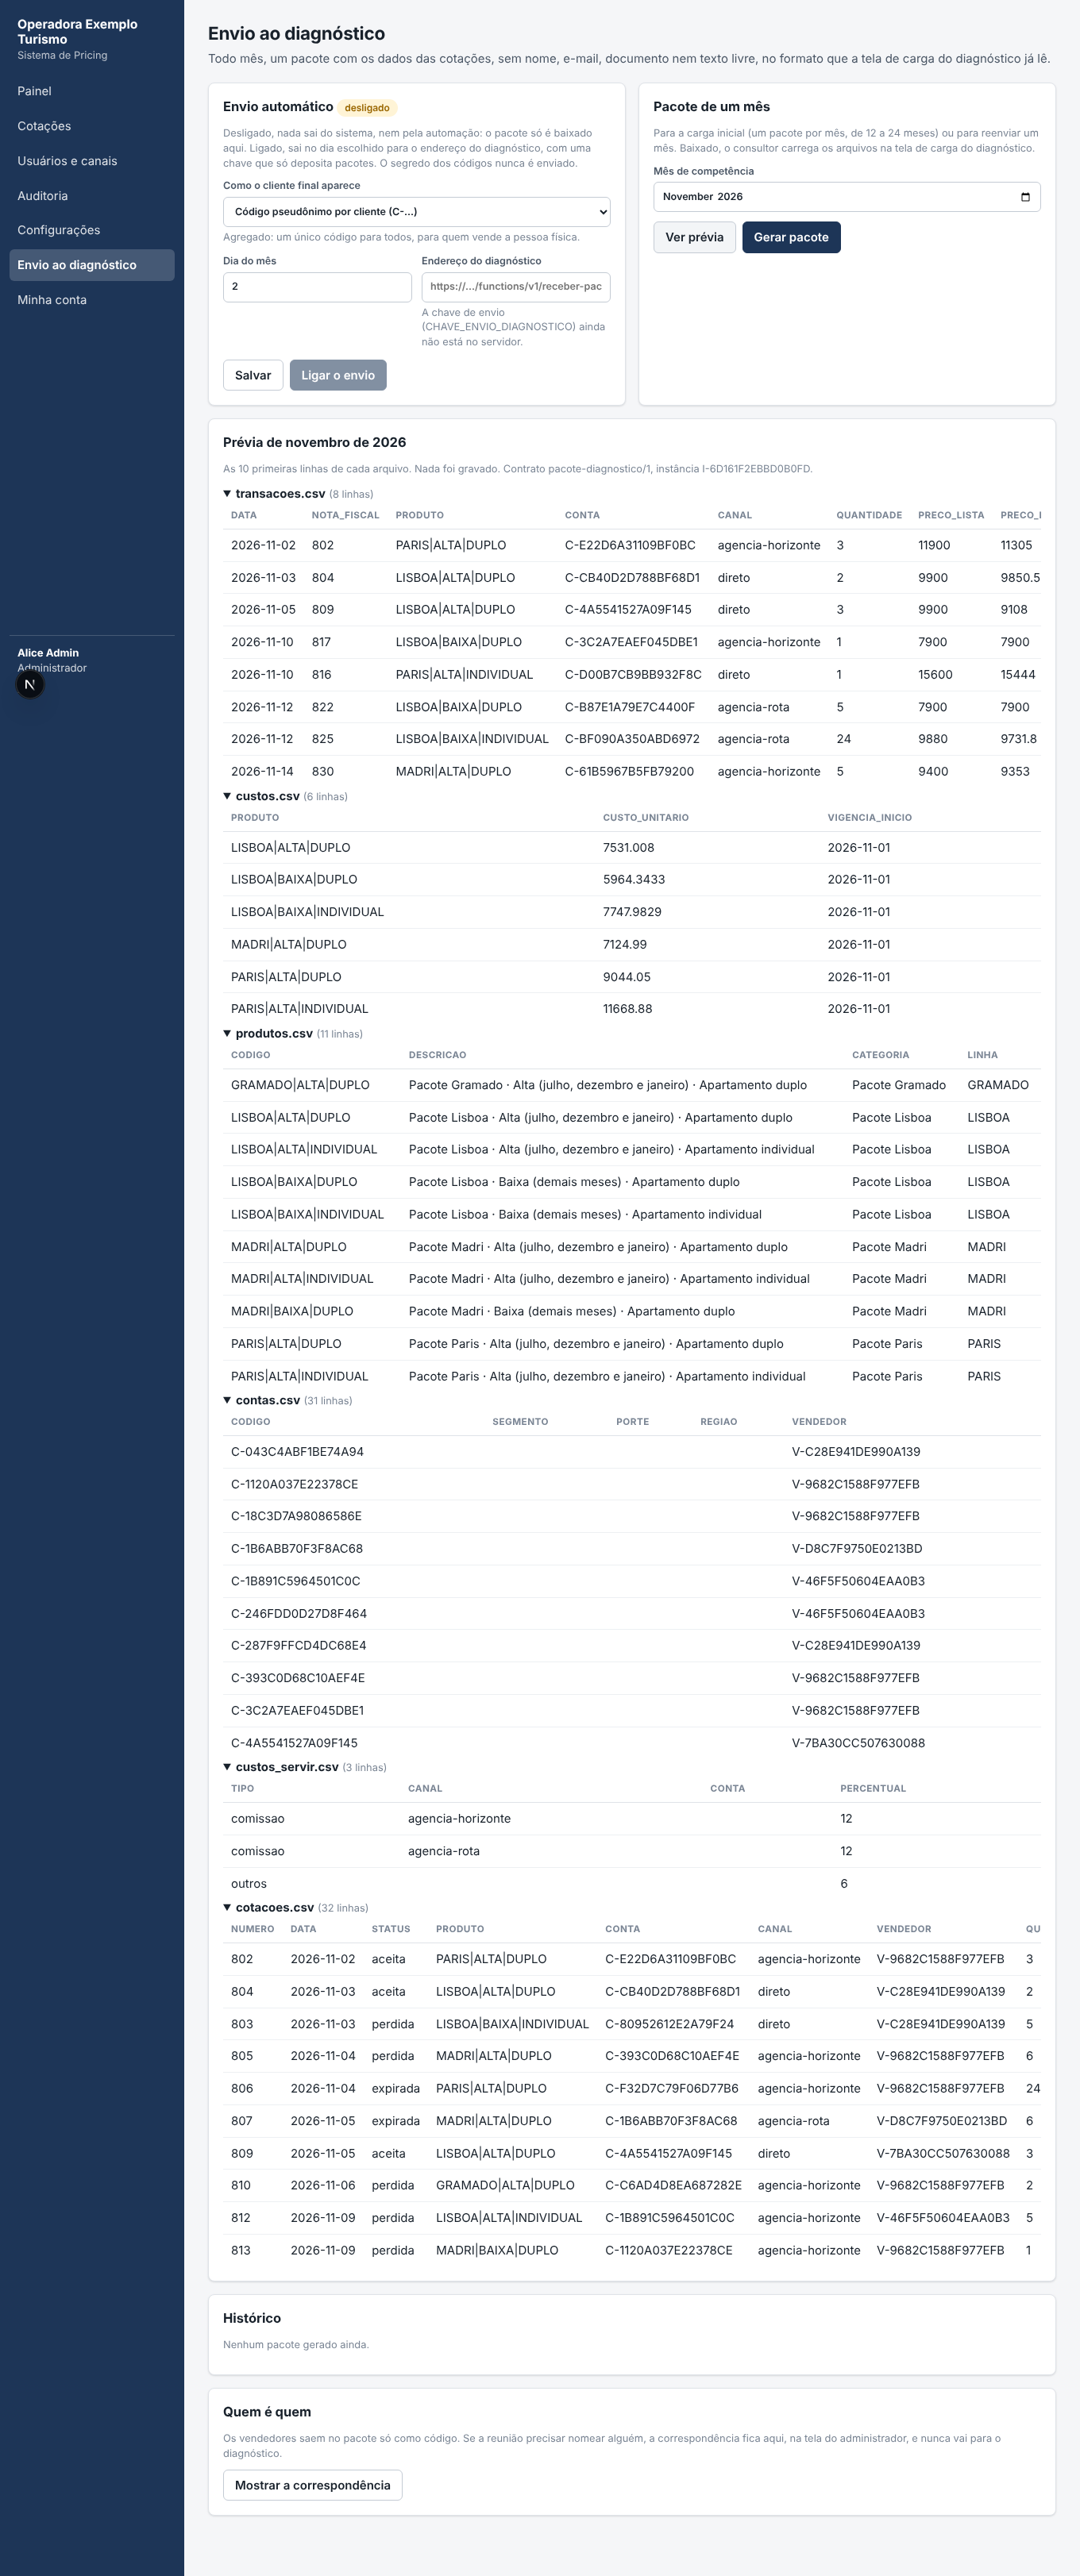 Operadora Exemplo
Turismo
Sistema de Pricing
Painel
Cotações
Usuários e canais
Auditoria
Configurações
Envio ao diagnóstico
Minha conta
Alice Admin
Administrador
N
Envio ao diagnóstico
Todo mês, um pacote com os dados das cotações, sem nome, e-mail, documento nem texto livre, no formato que a tela de carga do diagnóstico já lê.
Envio automático desligado
Desligado, nada sai do sistema, nem pela automação: o pacote só é baixado
aqui. Ligado, sai no dia escolhido para o endereço do diagnóstico, com uma
chave que só deposita pacotes. O segredo dos códigos nunca é enviado.
Como o cliente final aparece
Código pseudônimo por cliente (C-...)
Agregado: um único código para todos, para quem vende a pessoa física.
Dia do mês Endereço do diagnóstico
2 https://.../functions/v1/receber-pac
A chave de envio
(CHAVE_ENVIO_DIAGNOSTICO) ainda
não está no servidor.
Salvar Ligar o envio
Pacote de um mês
Para a carga inicial (um pacote por mês, de 12 a 24 meses) ou para reenviar um
mês. Baixado, o consultor carrega os arquivos na tela de carga do diagnóstico.
Mês de competência
November 2026
Ver prévia Gerar pacote
Prévia de novembro de 2026
As 10 primeiras linhas de cada arquivo. Nada foi gravado. Contrato pacote-diagnostico/1, instância I-6D161F2EBBD0B0FD.
▼ transacoes.csv (8 linhas)
DATA NOTA_FISCAL PRODUTO CONTA CANAL QUANTIDADE PRECO_LISTA
2026-11-02 802 PARIS|ALTA|DUPLO C-E22D6A31109BF0BC agencia-horizonte 3 11900 11305
2026-11-03 804 LISBOA|ALTA|DUPLO C-CB40D2D788BF68D1 direto 2 9900 9850.5
2026-11-05 809 LISBOA|ALTA|DUPLO C-4A5541527A09F145 direto 3 9900 9108
2026-11-10 817 LISBOA|BAIXA|DUPLO C-3C2A7EAEF045DBE1 agencia-horizonte 1 7900 7900
2026-11-10 816 PARIS|ALTA|INDIVIDUAL C-D00B7CB9BB932F8C direto 1 15600 15444
2026-11-12 822 LISBOA|BAIXA|DUPLO C-B87E1A79E7C4400F agencia-rota 5 7900 7900
2026-11-12 825 LISBOA|BAIXA|INDIVIDUAL C-BF090A350ABD6972 agencia-rota 24 9880 9731.8
2026-11-14 830 MADRI|ALTA|DUPLO C-61B5967B5FB79200 agencia-horizonte 5 9400 9353
▼ custos.csv (6 linhas)
PRODUTO CUSTO_UNITARIO VIGENCIA_INICIO
LISBOA|ALTA|DUPLO 7531.008 2026-11-01
LISBOA|BAIXA|DUPLO 5964.3433 2026-11-01
LISBOA|BAIXA|INDIVIDUAL 7747.9829 2026-11-01
MADRI|ALTA|DUPLO 7124.99 2026-11-01
PARIS|ALTA|DUPLO 9044.05 2026-11-01
PARIS|ALTA|INDIVIDUAL 11668.88 2026-11-01
▼ produtos.csv (11 linhas)
CODIGO DESCRICAO CATEGORIA LINHA
GRAMADO|ALTA|DUPLO Pacote Gramado · Alta (julho, dezembro e janeiro) · Apartamento duplo Pacote Gramado GRAMADO
LISBOA|ALTA|DUPLO Pacote Lisboa · Alta (julho, dezembro e janeiro) · Apartamento duplo Pacote Lisboa LISBOA
LISBOA|ALTA|INDIVIDUAL Pacote Lisboa · Alta (julho, dezembro e janeiro) · Apartamento individual Pacote Lisboa LISBOA
LISBOA|BAIXA|DUPLO Pacote Lisboa · Baixa (demais meses) · Apartamento duplo Pacote Lisboa LISBOA
LISBOA|BAIXA|INDIVIDUAL Pacote Lisboa · Baixa (demais meses) · Apartamento individual Pacote Lisboa LISBOA
MADRI|ALTA|DUPLO Pacote Madri · Alta (julho, dezembro e janeiro) · Apartamento duplo Pacote Madri MADRI
MADRI|ALTA|INDIVIDUAL Pacote Madri · Alta (julho, dezembro e janeiro) · Apartamento individual Pacote Madri MADRI
MADRI|BAIXA|DUPLO Pacote Madri · Baixa (demais meses) · Apartamento duplo Pacote Madri MADRI
PARIS|ALTA|DUPLO Pacote Paris · Alta (julho, dezembro e janeiro) · Apartamento duplo Pacote Paris PARIS
PARIS|ALTA|INDIVIDUAL Pacote Paris · Alta (julho, dezembro e janeiro) · Apartamento individual Pacote Paris PARIS
▼ contas.csv (31 linhas)
CODIGO SEGMENTO PORTE REGIAO VENDEDOR
C-043C4ABF1BE74A94 V-C28E941DE990A139
C-1120A037E22378CE V-9682C1588F977EFB
C-18C3D7A98086586E V-9682C1588F977EFB
C-1B6ABB70F3F8AC68 V-D8C7F9750E0213BD
C-1B891C5964501C0C V-46F5F50604EAA0B3
C-246FDD0D27D8F464 V-46F5F50604EAA0B3
C-287F9FFCD4DC68E4 V-C28E941DE990A139
C-393C0D68C10AEF4E V-9682C1588F977EFB
C-3C2A7EAEF045DBE1 V-9682C1588F977EFB
C-4A5541527A09F145 V-7BA30CC507630088
▼ custos_servir.csv (3 linhas)
TIPO CANAL CONTA PERCENTUAL
comissao agencia-horizonte 12
comissao agencia-rota 12
outros 6
▼ cotacoes.csv (32 linhas)
NUMERO DATA STATUS PRODUTO CONTA CANAL VENDEDOR QU
802 2026-11-02 aceita PARIS|ALTA|DUPLO C-E22D6A31109BF0BC agencia-horizonte V-9682C1588F977EFB 3
804 2026-11-03 aceita LISBOA|ALTA|DUPLO C-CB40D2D788BF68D1 direto V-C28E941DE990A139 2
803 2026-11-03 perdida LISBOA|BAIXA|INDIVIDUAL C-80952612E2A79F24 direto V-C28E941DE990A139 5
805 2026-11-04 perdida MADRI|ALTA|DUPLO C-393C0D68C10AEF4E agencia-horizonte V-9682C1588F977EFB 6
806 2026-11-04 expirada PARIS|ALTA|DUPLO C-F32D7C79F06D77B6 agencia-horizonte V-9682C1588F977EFB 24
807 2026-11-05 expirada MADRI|ALTA|DUPLO C-1B6ABB70F3F8AC68 agencia-rota V-D8C7F9750E0213BD 6
809 2026-11-05 aceita LISBOA|ALTA|DUPLO C-4A5541527A09F145 direto V-7BA30CC507630088 3
810 2026-11-06 perdida GRAMADO|ALTA|DUPLO C-C6AD4D8EA687282E agencia-horizonte V-9682C1588F977EFB 2
812 2026-11-09 perdida LISBOA|ALTA|INDIVIDUAL C-1B891C5964501C0C agencia-horizonte V-46F5F50604EAA0B3 5
813 2026-11-09 perdida MADRI|BAIXA|DUPLO C-1120A037E22378CE agencia-horizonte V-9682C1588F977EFB 1
Histórico
Nenhum pacote gerado ainda.
Quem é quem
Os vendedores saem no pacote só como código. Se a reunião precisar nomear alguém, a correspondência fica aqui, na tela do administrador, e nunca vai para o
diagnóstico.
Mostrar a correspondência